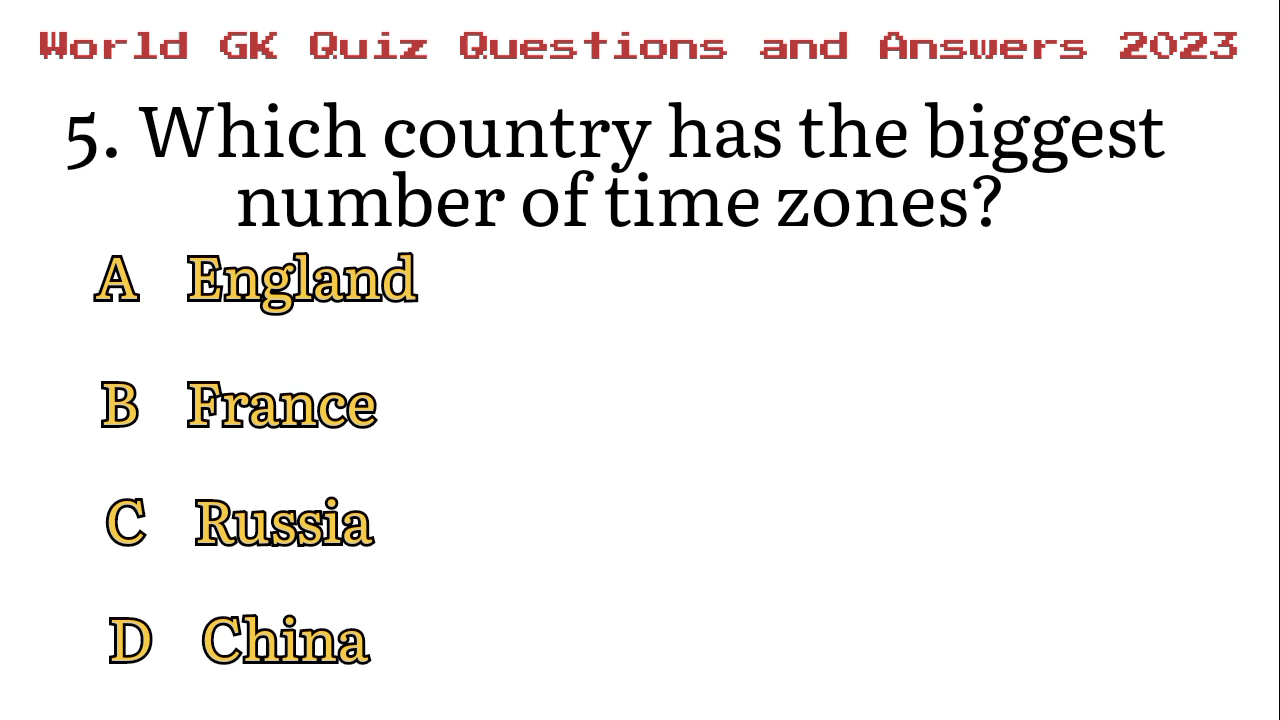 World GK Quiz Questions and Answers 2023
5. Which country has the biggest
number of time zones?
A England
B France
C Russia
D China